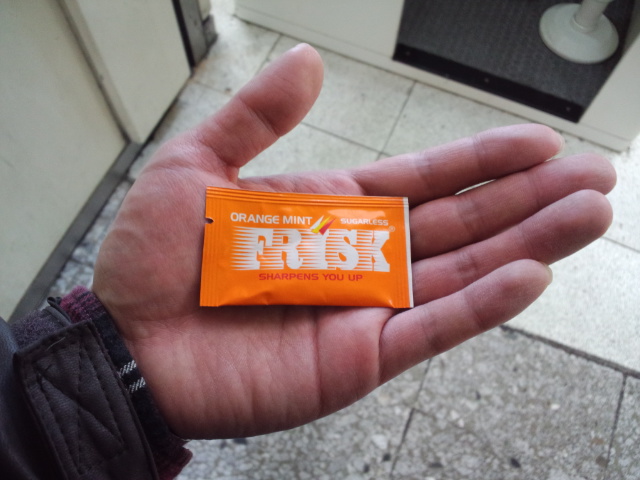 ORANGE MINT SUGARLESS
FRISK®
SHARPENS YOU UP